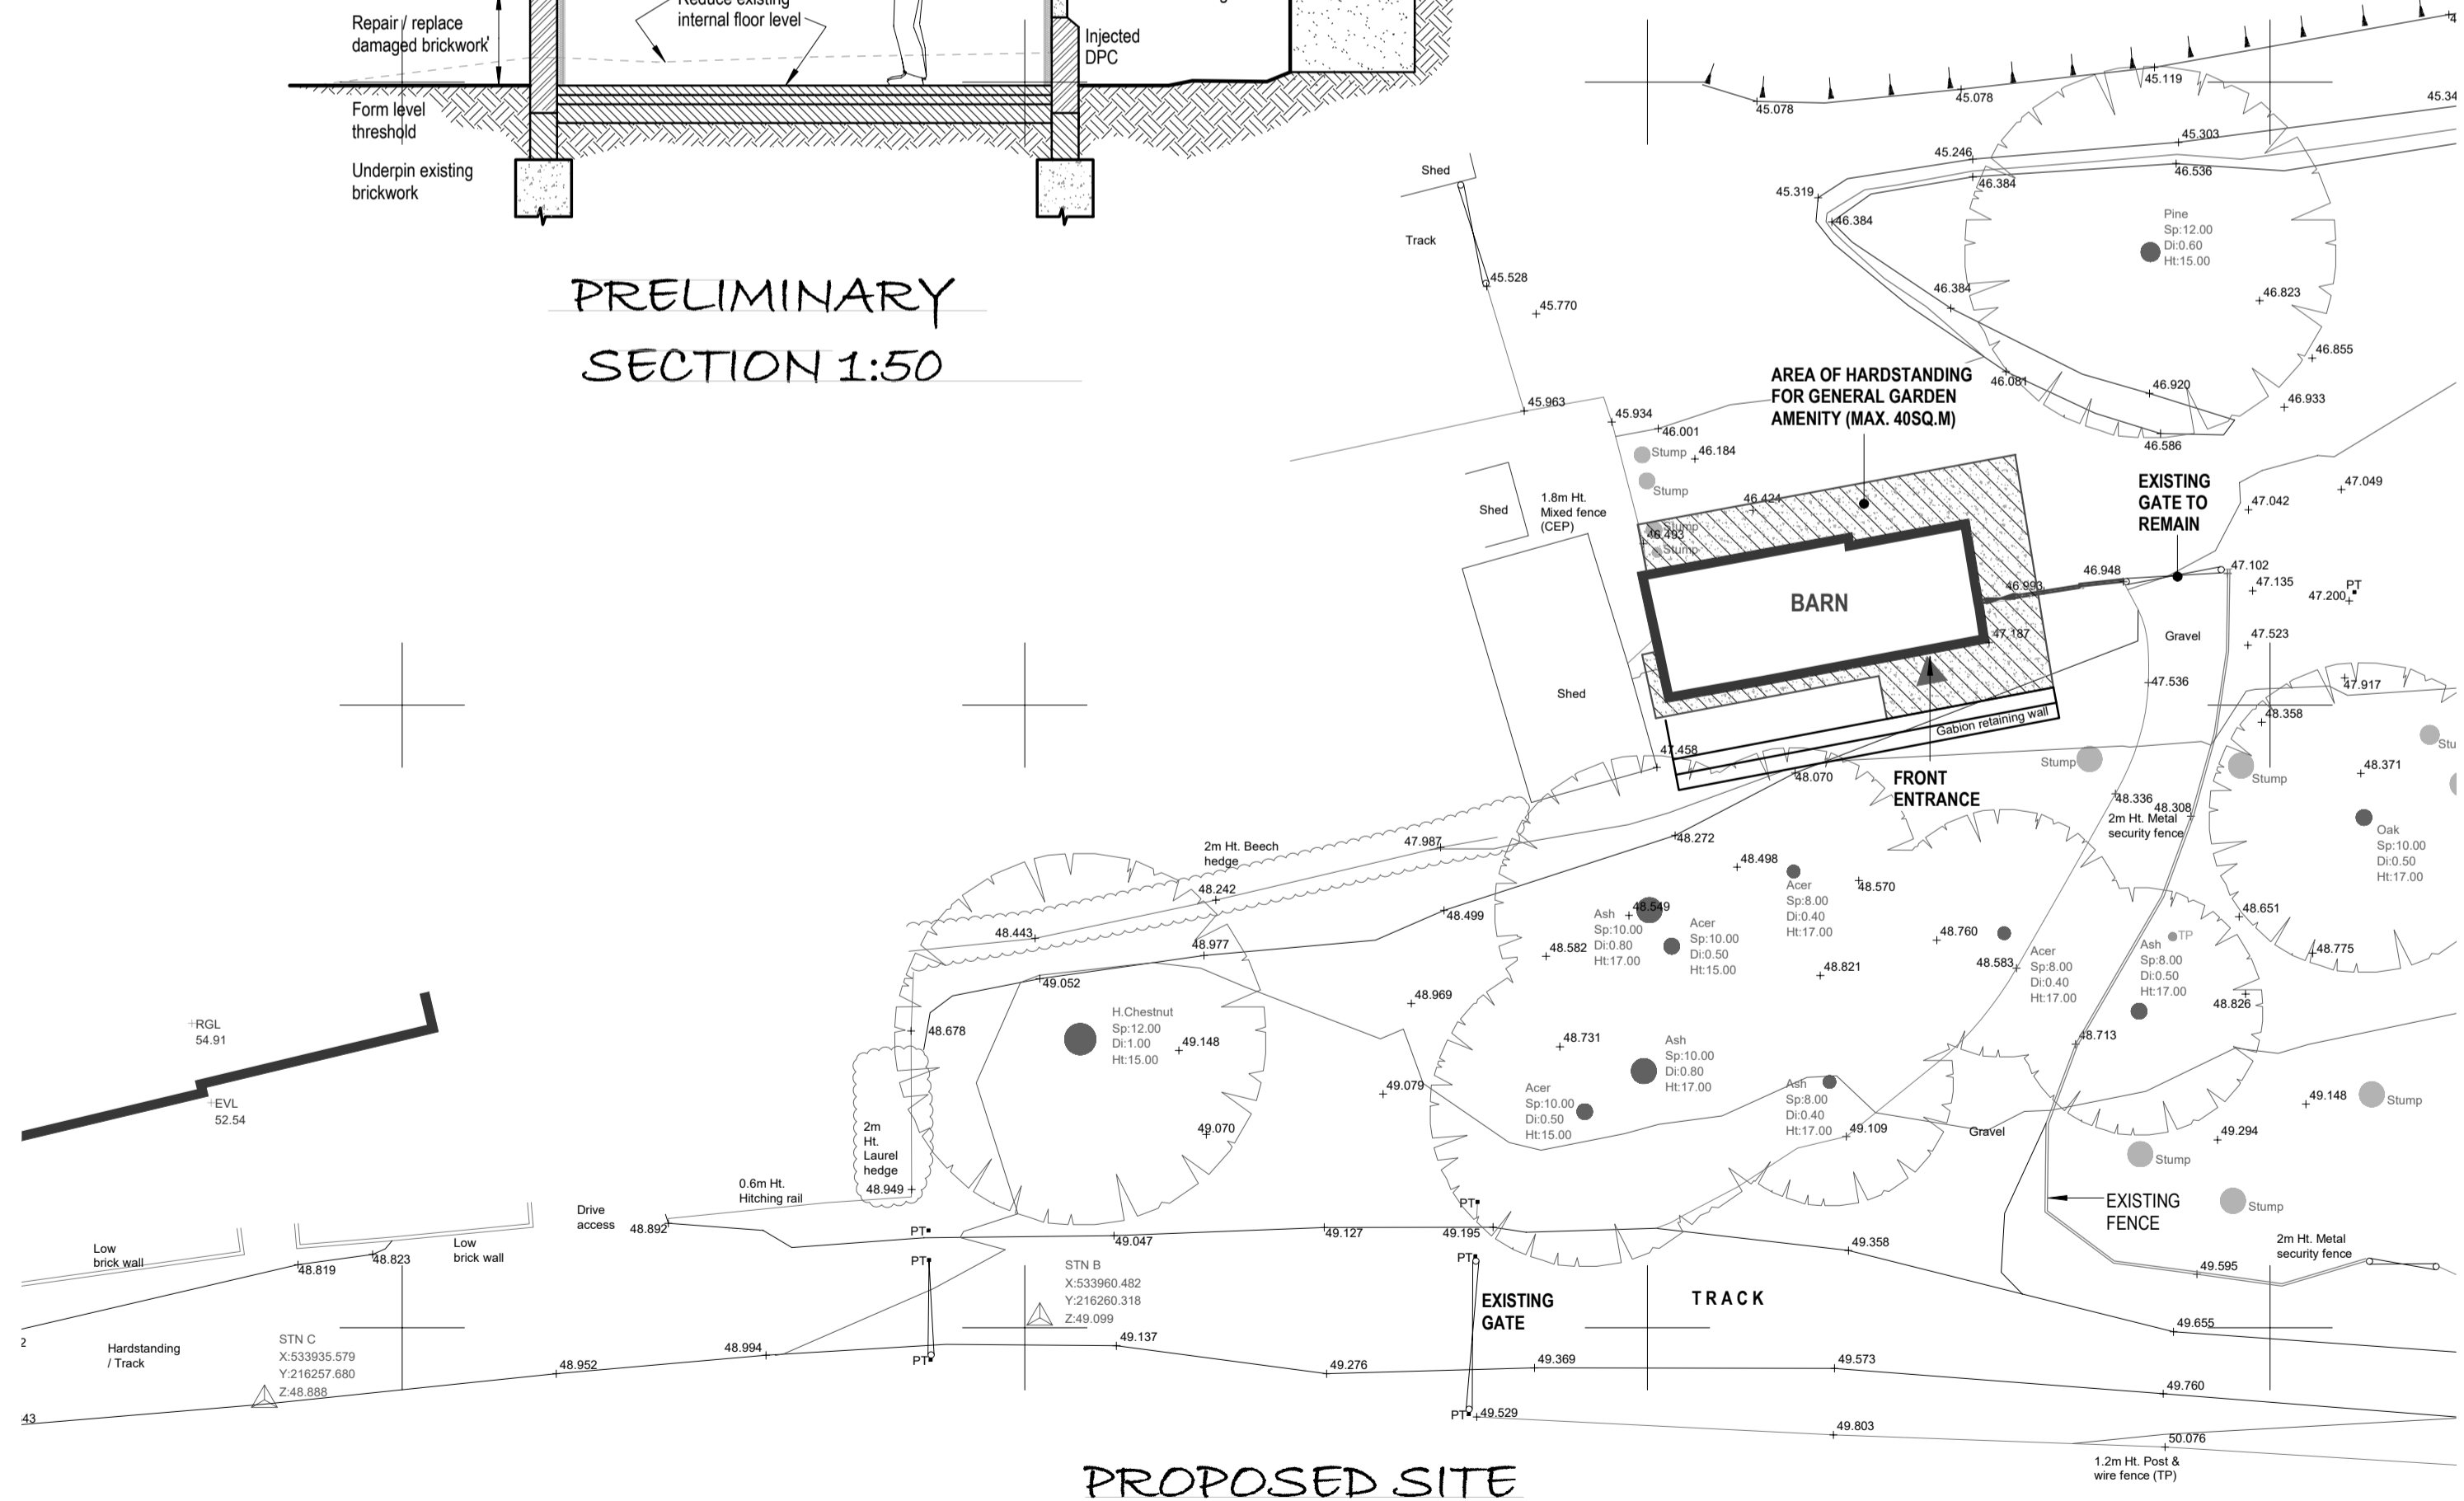 Reduce existing
internal floor level
Repair / replace
damaged brickwork
Injected
DPC
Form level
threshold
Underpin existing
brickwork
PRELIMINARY
SECTION 1:50
45.119
45.078
45.078
45.303
45.246
46.536
46.384
45.319
46.384
Shed
Track
Pine
Sp:12.00
Di:0.60
Ht:15.00
45.528
45.770
46.384
46.823
46.855
46.081
46.920
46.933
46.586
AREA OF HARDSTANDING
FOR GENERAL GARDEN
AMENITY (MAX. 40SQ.M)
45.963
45.934
46.001
Stump
46.184
Stump
EXISTING
GATE TO
REMAIN
47.049
47.042
Shed
1.8m Ht.
Mixed fence
(CEP)
46.424
Stump
46.493
Stump
BARN
46.948
46.993
47.102
47.135
PT
47.200
47.187
Gravel
47.523
47.536
47.917
48.358
Shed
Gabion retaining wall
47.458
48.070
FRONT
ENTRANCE
Stump
Stump
48.371
48.336
48.308
2m Ht. Metal
security fence
Oak
Sp:10.00
Di:0.50
Ht:17.00
2m Ht. Beech
hedge
47.987
48.272
48.498
48.570
Acer
Sp:8.00
Di:0.40
Ht:17.00
48.242
48.499
48.549
Ash
Sp:10.00
Di:0.80
Ht:17.00
Acer
Sp:10.00
Di:0.50
Ht:15.00
48.651
48.443
48.977
48.582
48.760
48.821
48.583
Acer
Sp:8.00
Di:0.40
Ht:17.00
TP
Ash
Sp:8.00
Di:0.50
Ht:17.00
48.775
48.826
49.052
48.969
RGL
54.91
48.678
H.Chestnut
Sp:12.00
Di:1.00
Ht:15.00
49.148
48.731
Ash
Sp:10.00
Di:0.80
Ht:17.00
48.713
EVL
52.54
49.079
Acer
Sp:10.00
Di:0.50
Ht:15.00
Ash
Sp:8.00
Di:0.40
Ht:17.00
49.109
Gravel
49.148
Stump
49.294
Stump
2m
Ht.
Laurel
hedge
49.070
48.949
0.6m Ht.
Hitching rail
Drive
access
48.892
PT
PT
EXISTING
FENCE
Stump
49.047
49.127
49.195
49.358
2m Ht. Metal
security fence
Low
brick wall
48.819
48.823
Low
brick wall
PT
PT
STN B
X:533960.482
Y:216260.318
Z:49.099
49.595
EXISTING
GATE
TRACK
Hardstanding
/ Track
STN C
X:533935.579
Y:216257.680
Z:48.888
48.952
48.994
PT
49.137
49.276
49.369
49.573
49.655
49.760
PT
49.529
49.803
50.076
1.2m Ht. Post &
wire fence (TP)
PROPOSED SITE